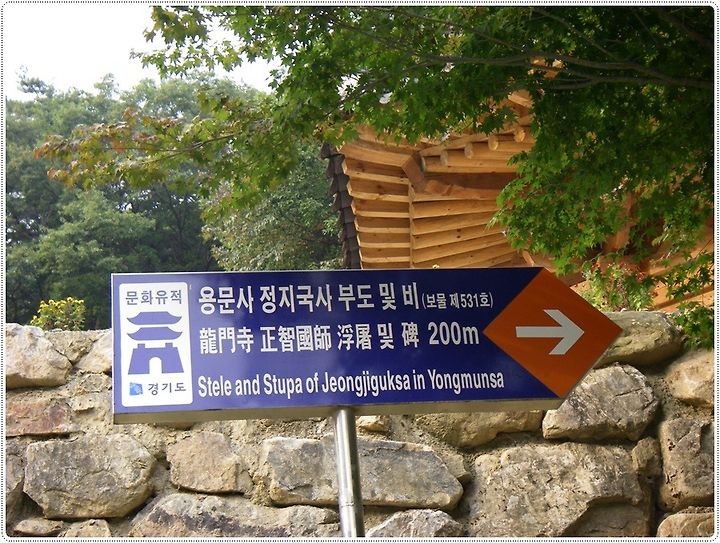 문화유적
경기도
용문사 정지국사 부도 및 비 (보물 제531호)
龍門寺 正智國師 浮屠 및 碑 200m
Stele and Stupa of Jeongjiguksa in Yongmunsa